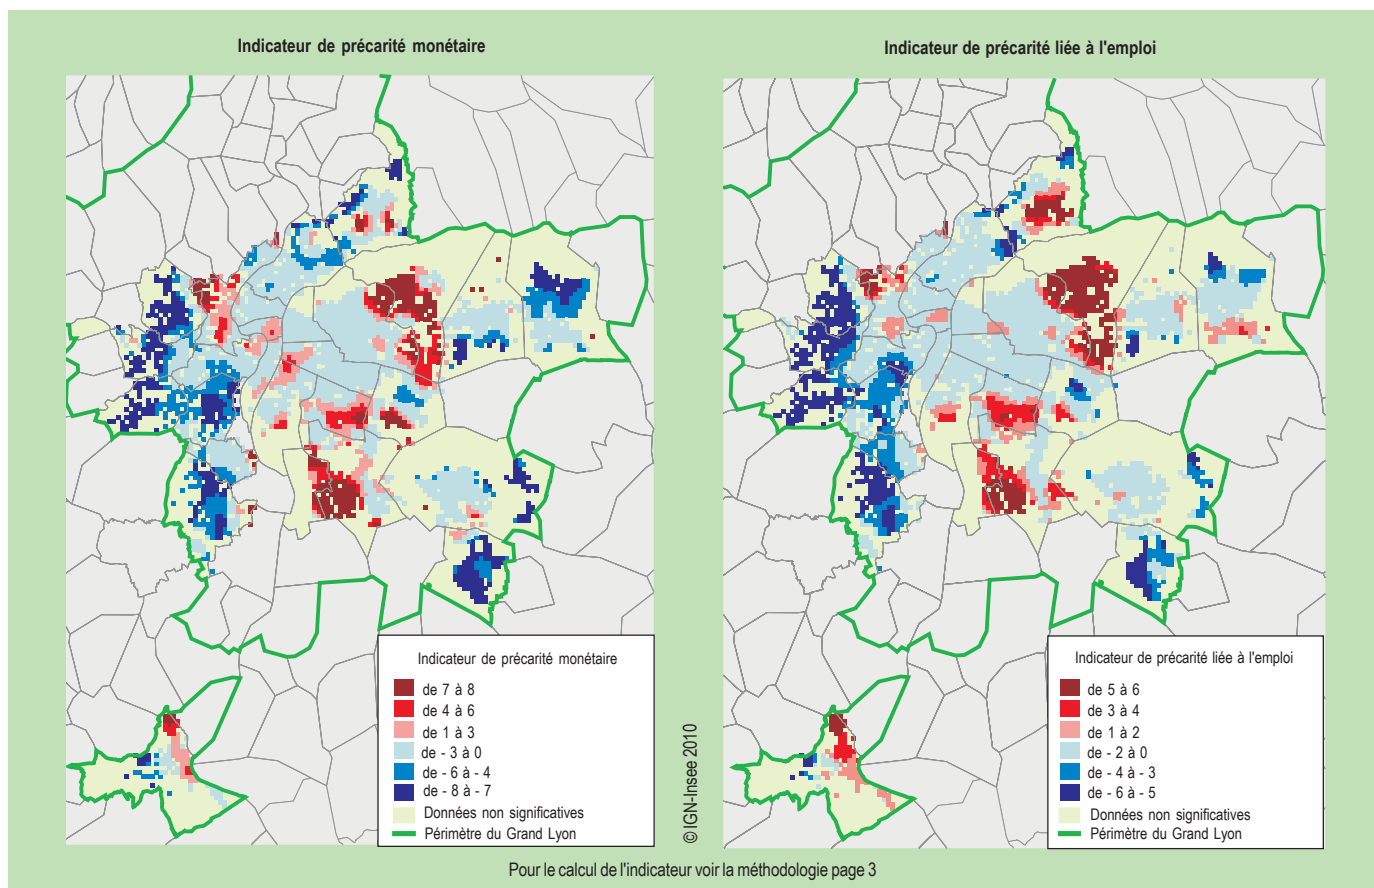 Indicateur de précarité monétaire
Indicateur de précarité liée à l'emploi
Indicateur de précarité monétaire
de 7 à 8
de 4 à 6
de 1 à 3
de - 3 à 0
de - 6 à - 4
de - 8 à - 7
Données non significatives
Périmètre du Grand Lyon
© IGN-Insee 2010
Indicateur de précarité liée à l'emploi
de 5 à 6
de 3 à 4
de 1 à 2
de - 2 à 0
de - 4 à - 3
de - 6 à - 5
Données non significatives
Périmètre du Grand Lyon
Pour le calcul de l'indicateur voir la méthodologie page 3